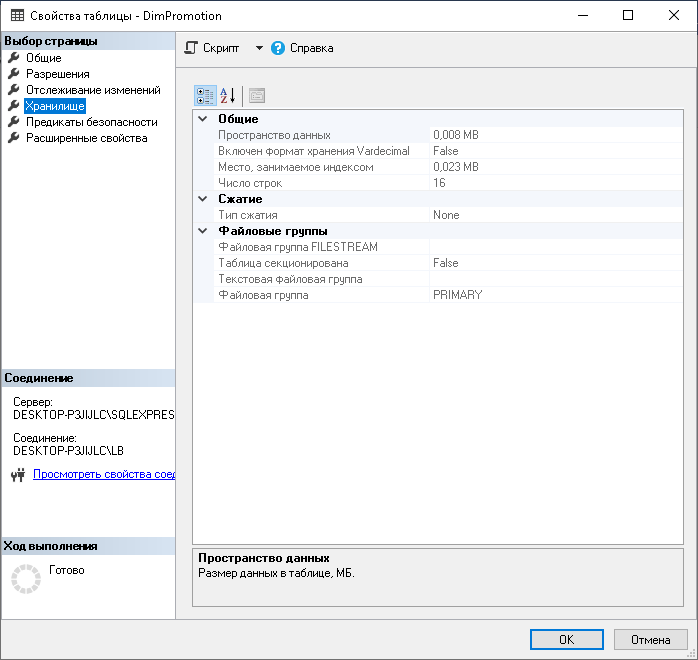 Свойства таблицы - DimPromotion
Выбор страницы
Общие
Разрешения
Отслеживание изменений
Хранилище
Предикаты безопасности
Расширенные свойства
Скрипт
Справка
Общие
Пространство данных 0,008 MB
Включен формат хранения Vardecimal False
Место, занимаемое индексом 0,023 MB
Число строк 16
Сжатие
Тип сжатия None
Файловые группы
Файловая группа FILESTREAM
Таблица секционирована False
Текстовая файловая группа
Файловая группа PRIMARY
Соединение
Сервер:
DESKTOP-P3JIJLC\SQLEXPRES
Соединение:
DESKTOP-P3JIJLC\LB
Просмотреть свойства соед
Ход выполнения
Готово
Пространство данных
Размер данных в таблице, МБ.
OK
Отмена